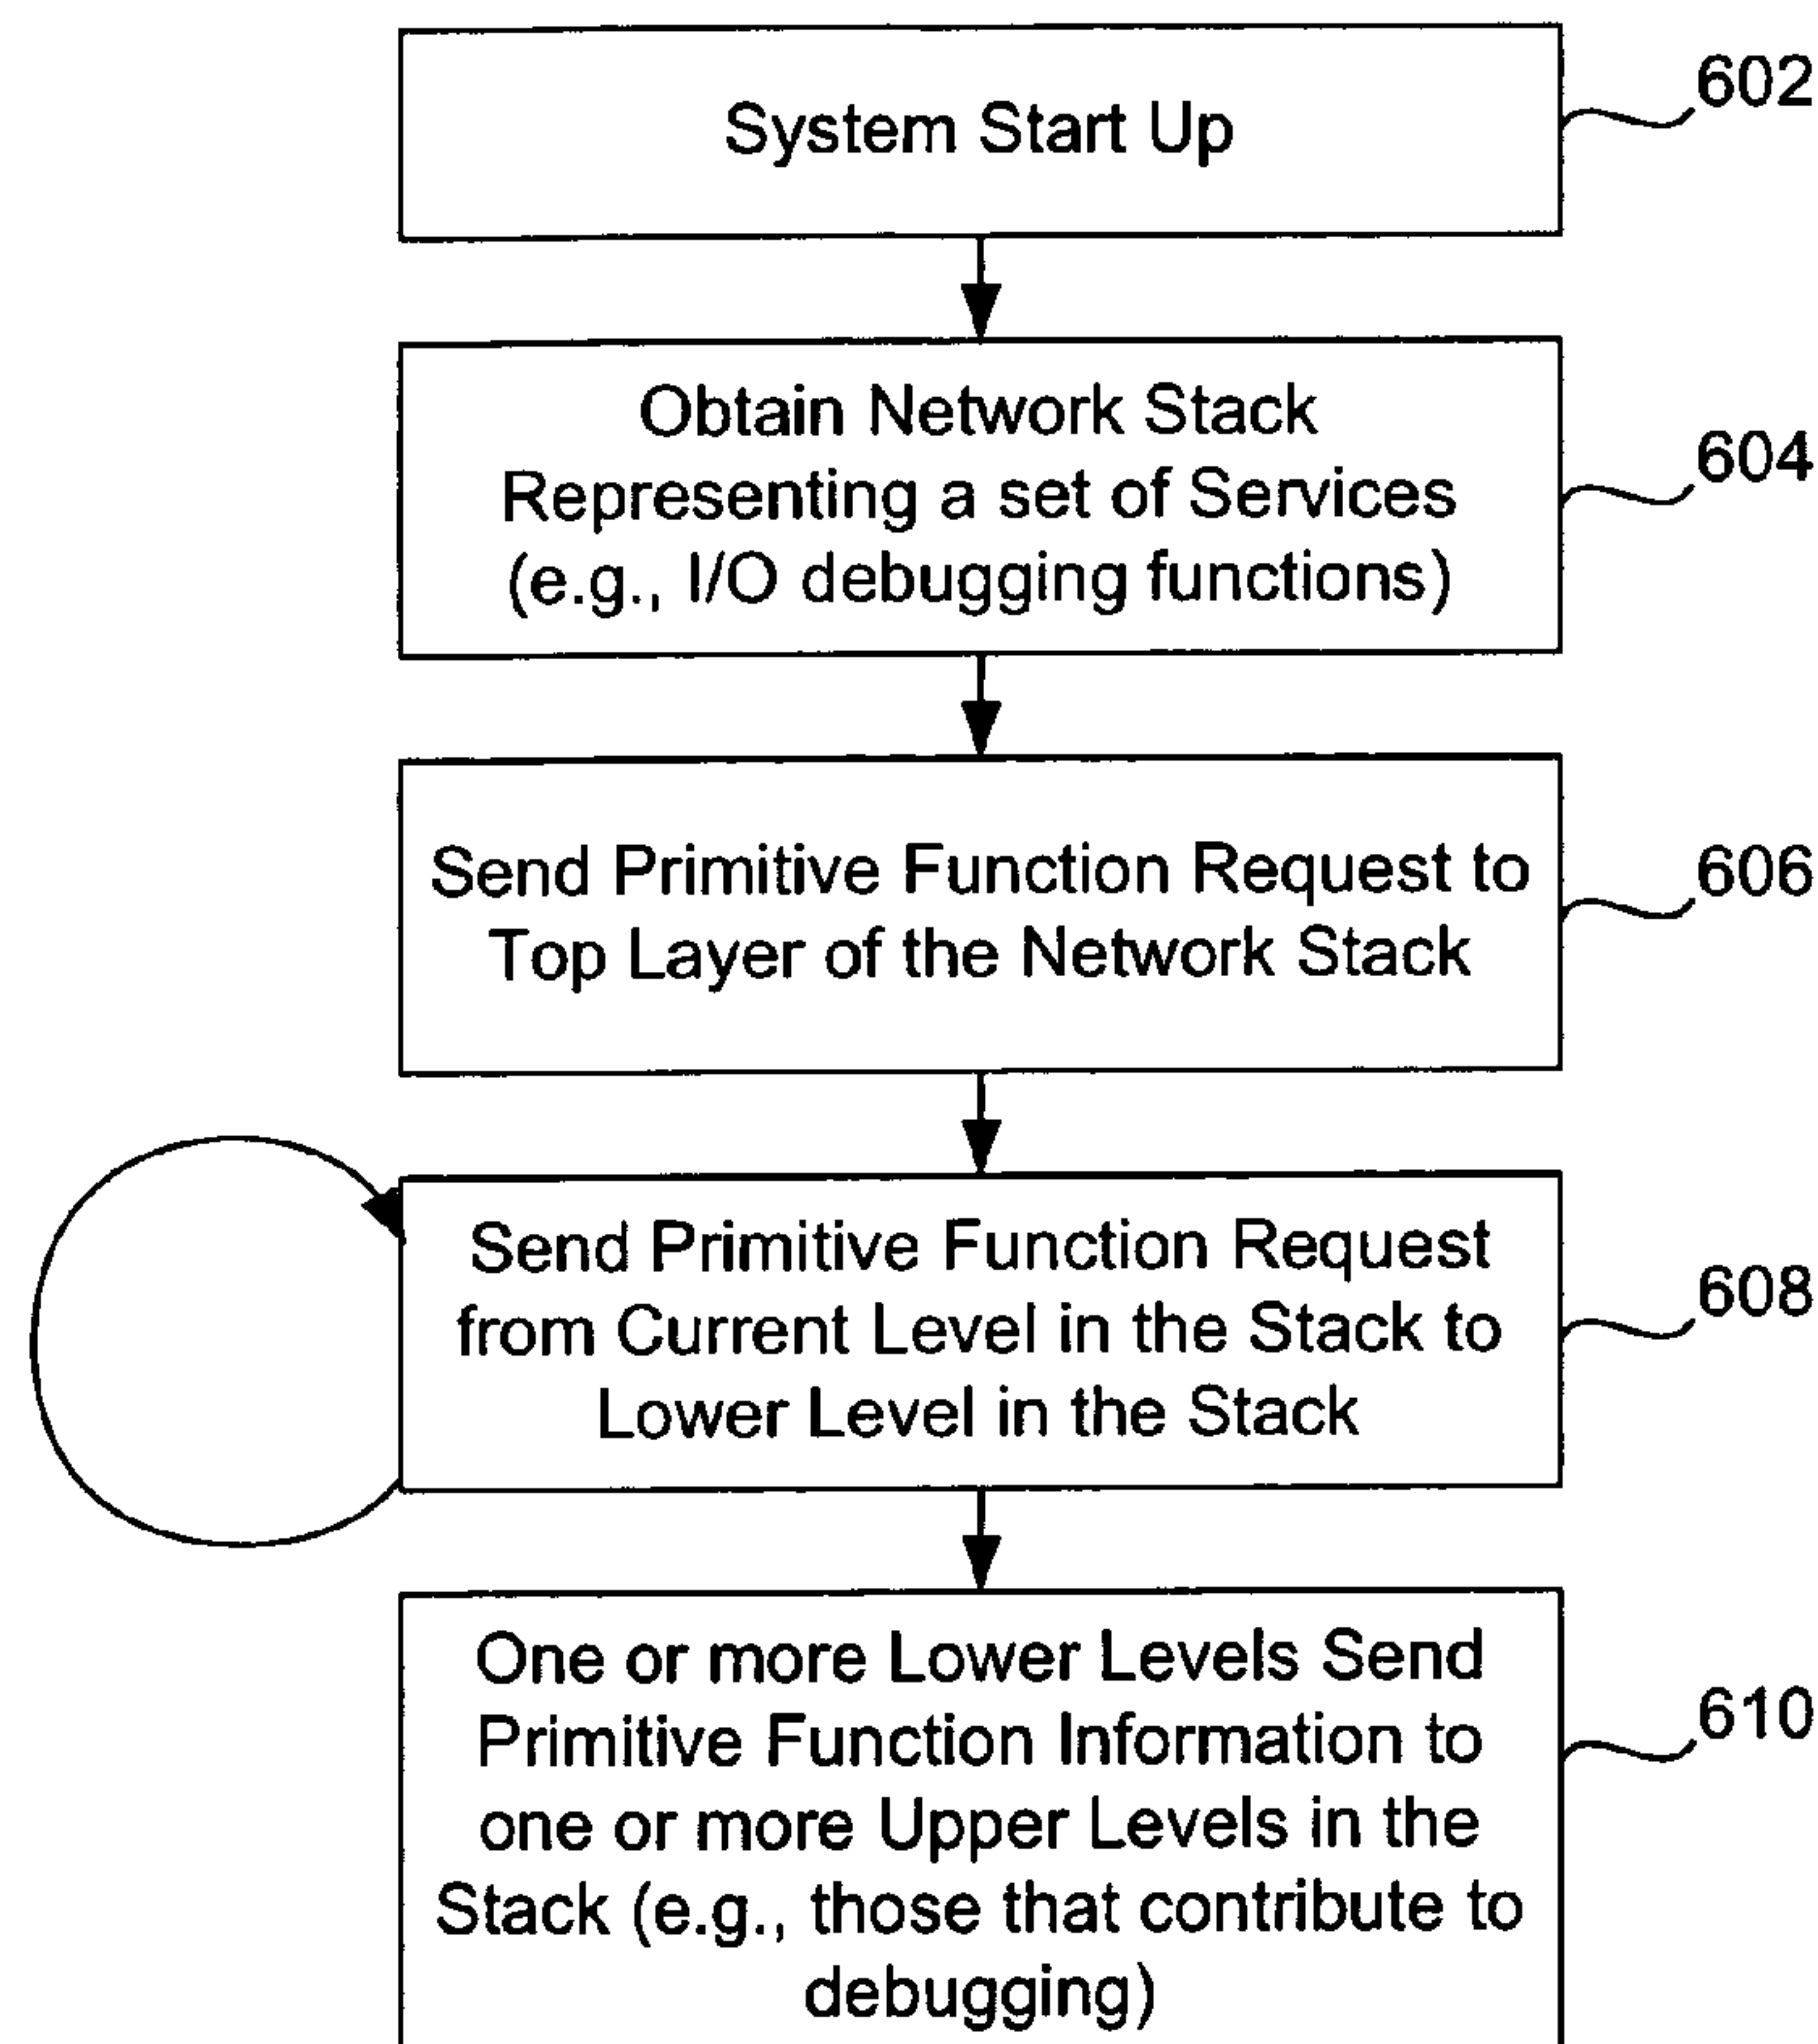 System Start Up
602
Obtain Network Stack
Representing a set of Services
(e.g., I/O debugging functions)
604
Send Primitive Function Request to
Top Layer of the Network Stack
606
Send Primitive Function Request
from Current Level in the Stack to
Lower Level in the Stack
608
One or more Lower Levels Send
Primitive Function Information to
one or more Upper Levels in the
Stack (e.g., those that contribute to
debugging)
610